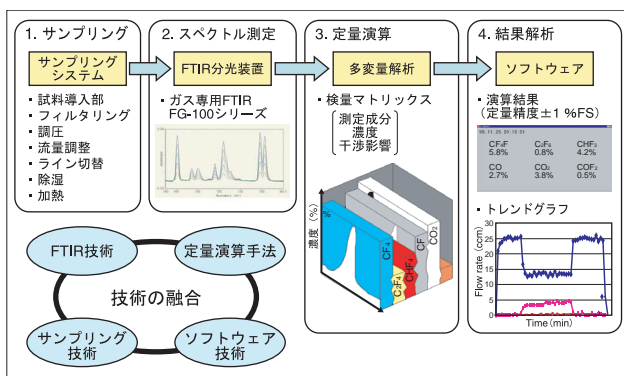 1. サンプリング
サンプリング
システム
・試料導入部
・フィルタリング
・調圧
・流量調整
・ライン切替
・除湿
・加熱
2. スペクトル測定
FTIR分光装置
・ガス専用FTIR
FG-100シリーズ
3. 定量演算
多変量解析
・検量マトリックス
測定成分
濃度
干渉影響
濃度(%)
%
CF4
C2F4
CHF4
CF
CO2
4. 結果解析
ソフトウェア
・演算結果
(定量精度±1 %FS)
CF4F
C2F6
CHF3
5.8%
0.8%
4.2%
CO
CO2
COF2
2.7%
3.8%
0.5%
・トレンドグラフ
Flow rate (ccm)
30
25
20
15
10
5
0
Time(min)
FTIR技術
定量演算手法
技術の融合
サンプリング
技術
ソフトウェア
技術